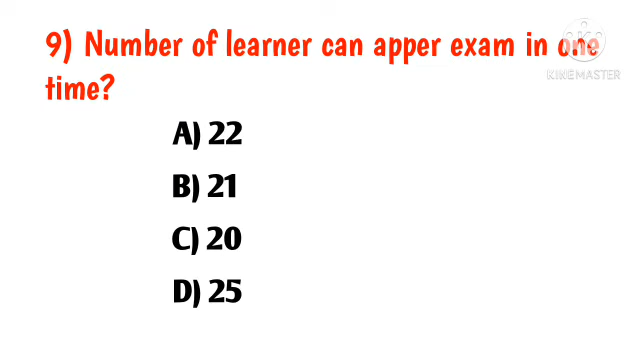 9) Number of learner can apper exam in one
time?
KINEMASTER
A) 22
B) 21
C) 20
D) 25